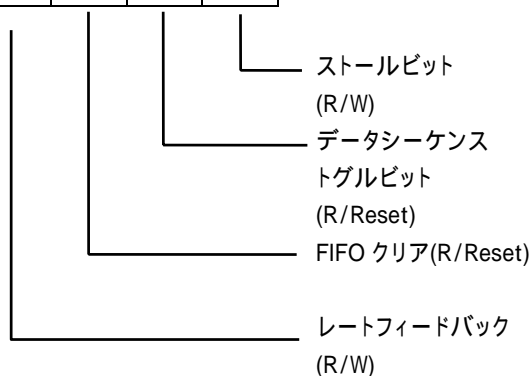 ストールビット
(R/W)
データシーケンス
トグルビット
(R/Reset)
FIFO クリア(R/Reset)
レートフィードバック
(R/W)